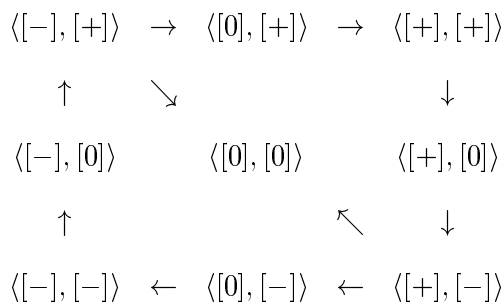 ⟨[−], [+]⟩ → ⟨[0], [+]⟩ → ⟨[+], [+]⟩
↑ ↘ ↓
⟨[−], [0]⟩ ⟨[0], [0]⟩ ⟨[+], [0]⟩
↑ ↖ ↓
⟨[−], [−]⟩ ← ⟨[0], [−]⟩ ← ⟨[+], [−]⟩